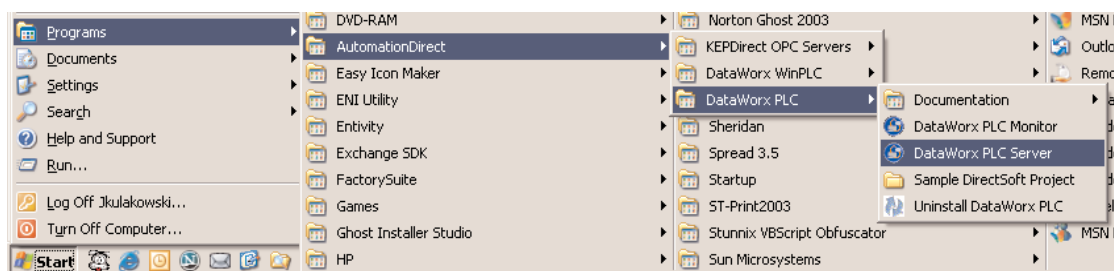 Programs
Documents
Settings
Search
Help and Support
Run...
Log Off Jkulakowski...
Turn Off Computer...
Start
DVD-RAM
AutomationDirect
Easy Icon Maker
ENI Utility
Entivity
Exchange SDK
FactorySuite
Games
Ghost Installer Studio
HP
Norton Ghost 2003
KEPDirect OPC Servers
DataWorx WinPLC
DataWorx PLC
Sheridan
Spread 3.5
Startup
ST-Print2003
Stunnix VBScript Obfuscator
Sun Microsystems
Documentation
DataWorx PLC Monitor
DataWorx PLC Server
Sample DirectSoft Project
Uninstall DataWorx PLC
MSN
Outlo
Remo
MSN